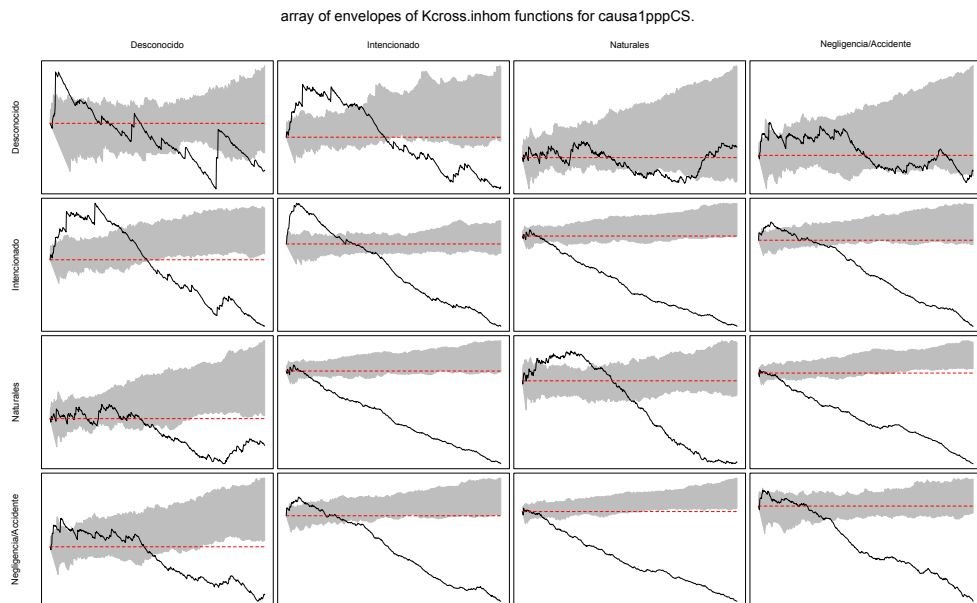 array of envelopes of Kcross.inhom functions for causa1pppCS.
Desconocido
Intencionado
Naturales
Negligencia/Accidente
Desconocido
Intencionado
Naturales
Negligencia/Accidente